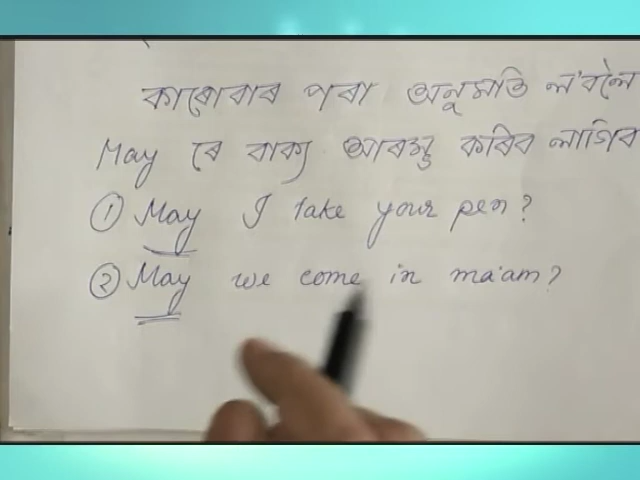 কাৰোবাৰ পৰা অনুমতি ল'বলৈ
May ৰে বাক্য আৰম্ভ কৰিব লাগিব
① May I take your pen?
② May we come in ma'am?